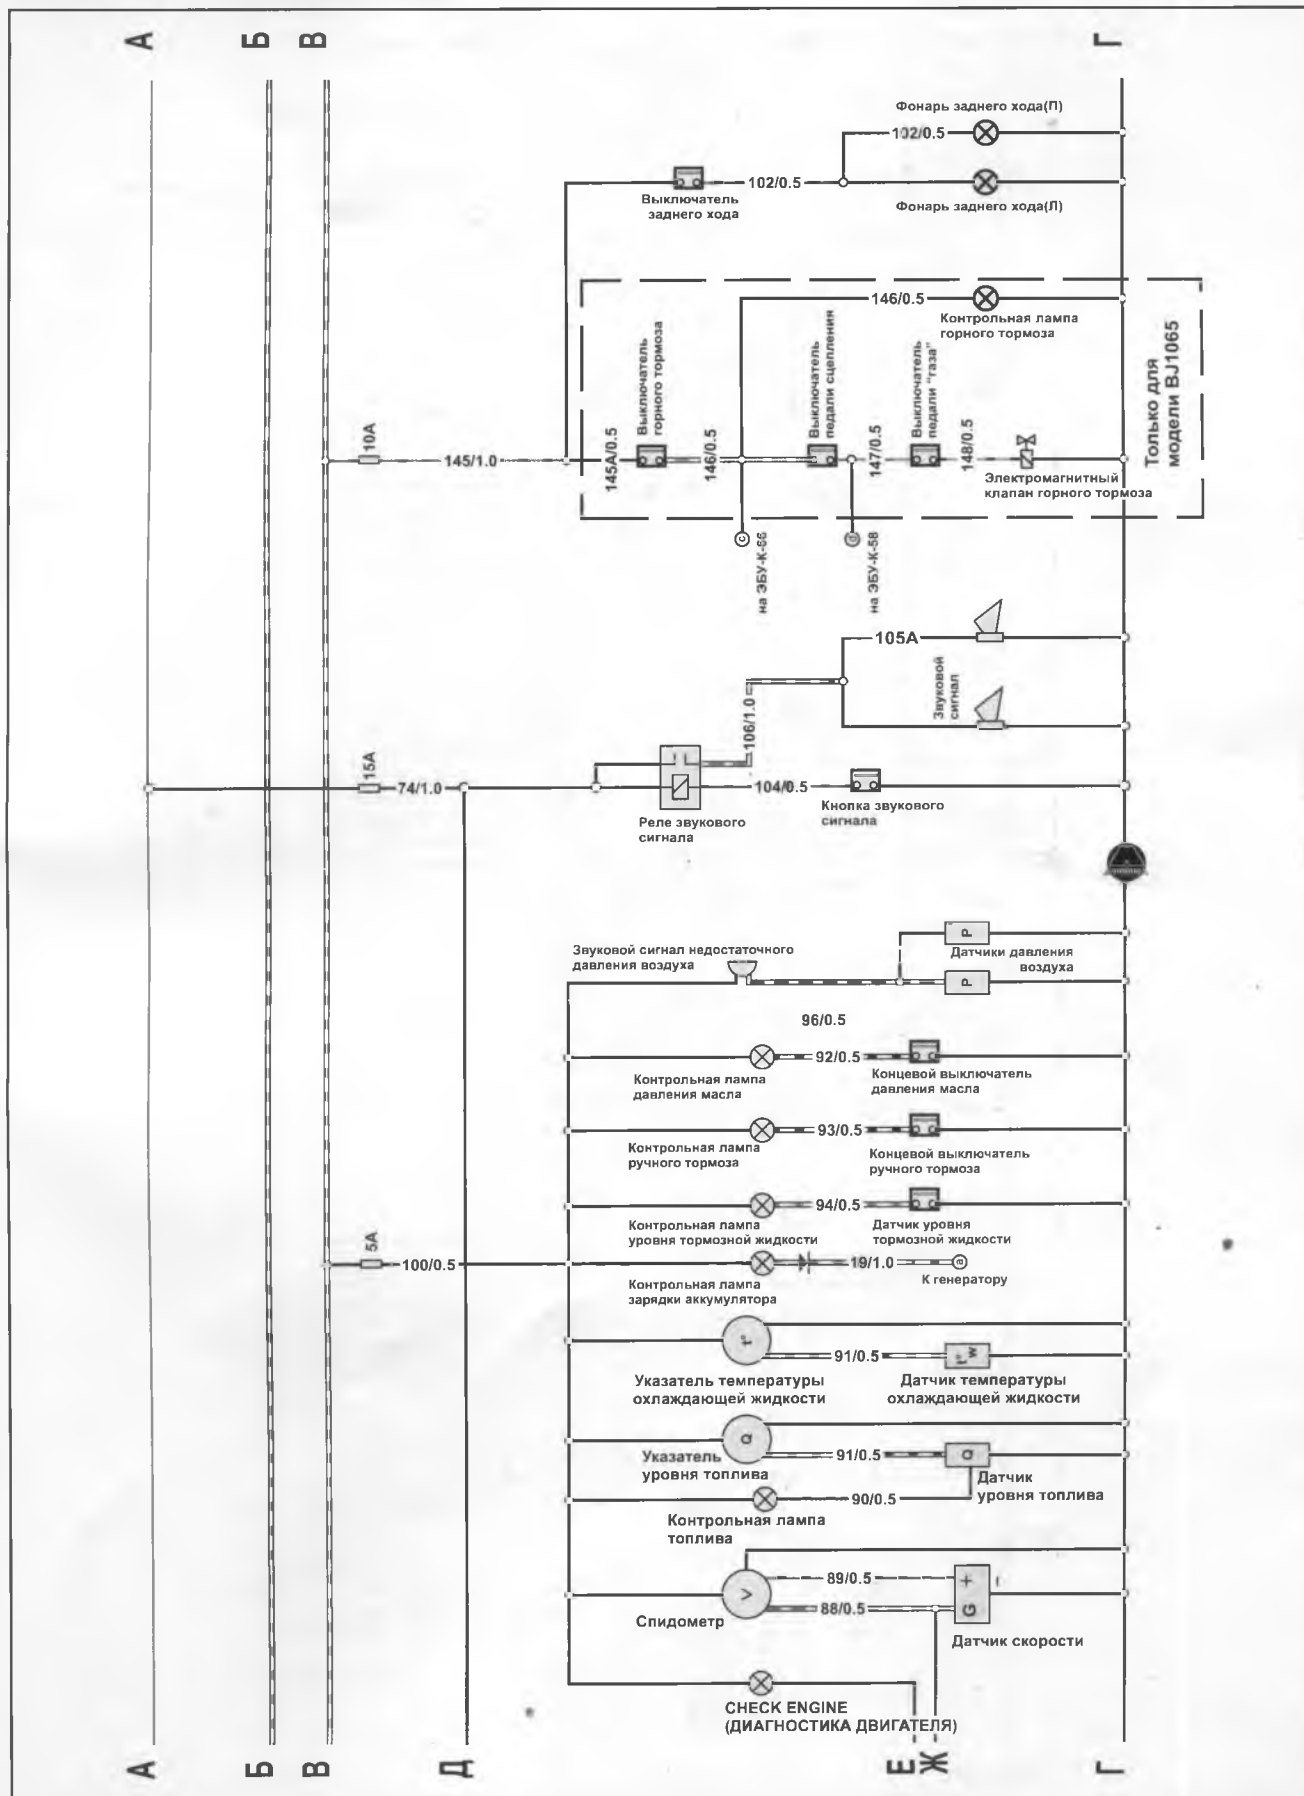 А
Б
В
Г
Фонарь заднего хода(П)
102/0.5
102/0.5
Выключатель
заднего хода
Фонарь заднего хода(Л)
146/0.5
Контрольная лампа
горного тормоза
Выключатель
горного тормоза
Выключатель
педали сцепления
Выключатель
педали "газа"
Только для
модели BJ1065
10А
145/1.0
145А/0.5
146/0.5
147/0.5
148/0.5
Электромагнитный
клапан горного тормоза
с
d
на ЭБУ-К-66
на ЭБУ-К-58
105А
Звуковой
сигнал
106/1.0
15А
74/1.0
104/0.5
Реле звукового
сигнала
Кнопка звукового
сигнала
Звуковой сигнал недостаточного
давления воздуха
P
Датчики давления
воздуха
P
96/0.5
92/0.5
Контрольная лампа
давления масла
Концевой выключатель
давления масла
93/0.5
Контрольная лампа
ручного тормоза
Концевой выключатель
ручного тормоза
94/0.5
Контрольная лампа
уровня тормозной жидкости
Датчик уровня
тормозной жидкости
5А
100/0.5
19/1.0
a
К генератору
Контрольная лампа
зарядки аккумулятора
t°
91/0.5
t°w
Указатель температуры
охлаждающей жидкости
Датчик температуры
охлаждающей жидкости
Q
91/0.5
Q
Указатель
уровня топлива
Датчик
уровня топлива
90/0.5
Контрольная лампа
топлива
V
89/0.5
88/0.5
G + −
Спидометр
Датчик скорости
CHECK ENGINE
(ДИАГНОСТИКА ДВИГАТЕЛЯ)
А
Б
В
Д
Е
Ж
Г